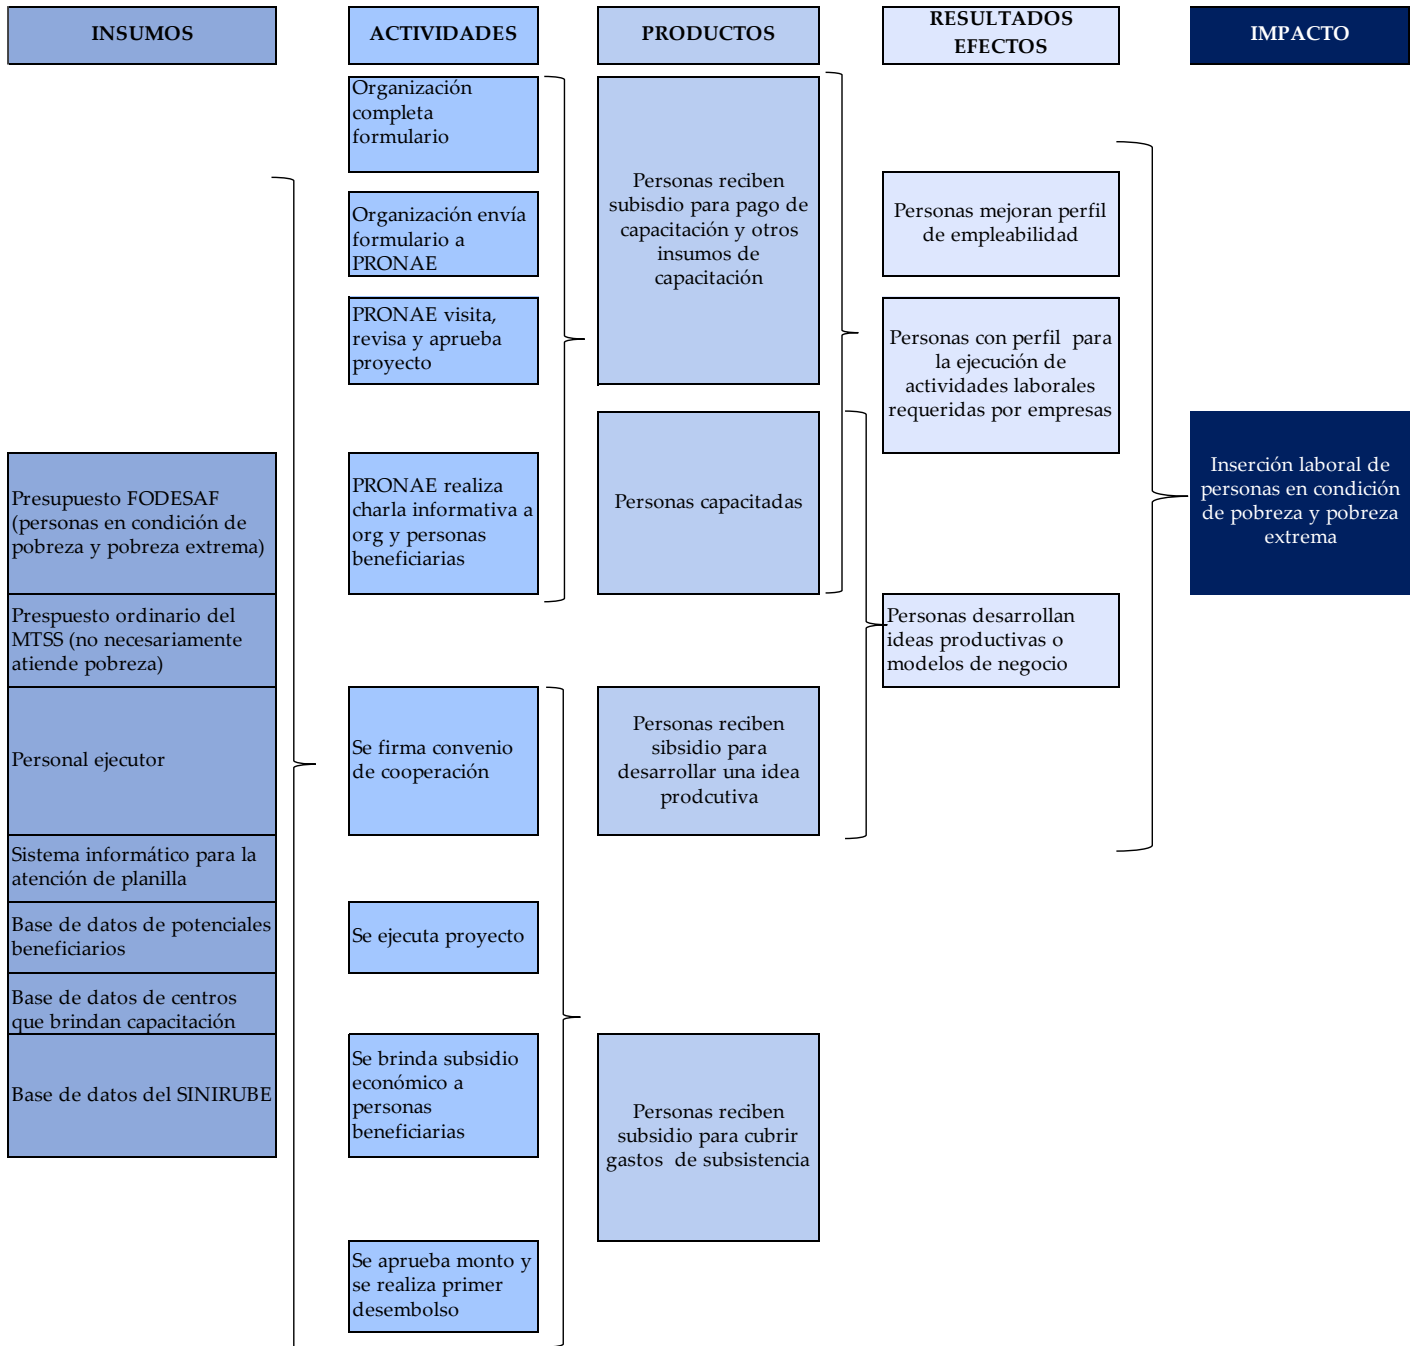 INSUMOS
ACTIVIDADES
PRODUCTOS
RESULTADOS
EFECTOS
IMPACTO
Presupuesto FODESAF
(personas en condición de
pobreza y pobreza extrema)
Prespuesto ordinario del
MTSS (no necesariamente
atiende pobreza)
Personal ejecutor
Sistema informático para la
atención de planilla
Base de datos de potenciales
beneficiarios
Base de datos de centros
que brindan capacitación
Base de datos del SINIRUBE
Organización
completa
formulario
Organización envía
formulario a
PRONAE
PRONAE visita,
revisa y aprueba
proyecto
PRONAE realiza
charla informativa a
org y personas
beneficiarias
Se firma convenio
de cooperación
Se ejecuta proyecto
Se brinda subsidio
económico a
personas
beneficiarias
Se aprueba monto y
se realiza primer
desembolso
Personas reciben
subisdio para pago de
capacitación y otros
insumos de
capacitación
Personas capacitadas
Personas reciben
sibsidio para
desarrollar una idea
prodcutiva
Personas reciben
subsidio para cubrir
gastos de subsistencia
Personas mejoran perfil
de empleabilidad
Personas con perfil para
la ejecución de
actividades laborales
requeridas por empresas
Personas desarrollan
ideas productivas o
modelos de negocio
Inserción laboral de
personas en condición
de pobreza y pobreza
extrema